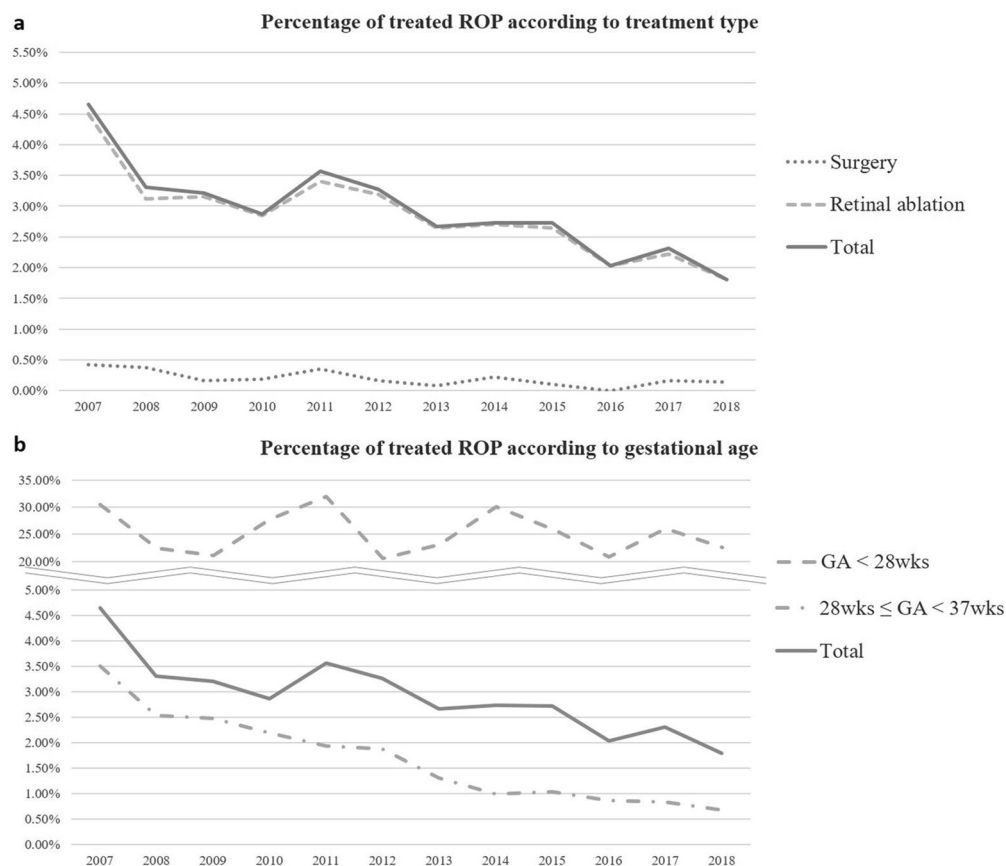 a
Percentage of treated ROP according to treatment type
5.50%
5.00%
4.50%
4.00%
3.50%
3.00%
2.50%
2.00%
1.50%
1.00%
0.50%
0.00%
2007 2008 2009 2010 2011 2012 2013 2014 2015 2016 2017 2018
Surgery
Retinal ablation
Total
b
Percentage of treated ROP according to gestational age
35.00%
30.00%
25.00%
20.00%
5.00%
4.50%
4.00%
3.50%
3.00%
2.50%
2.00%
1.50%
1.00%
0.50%
0.00%
2007 2008 2009 2010 2011 2012 2013 2014 2015 2016 2017 2018
GA < 28wks
28wks ≤ GA < 37wks
Total